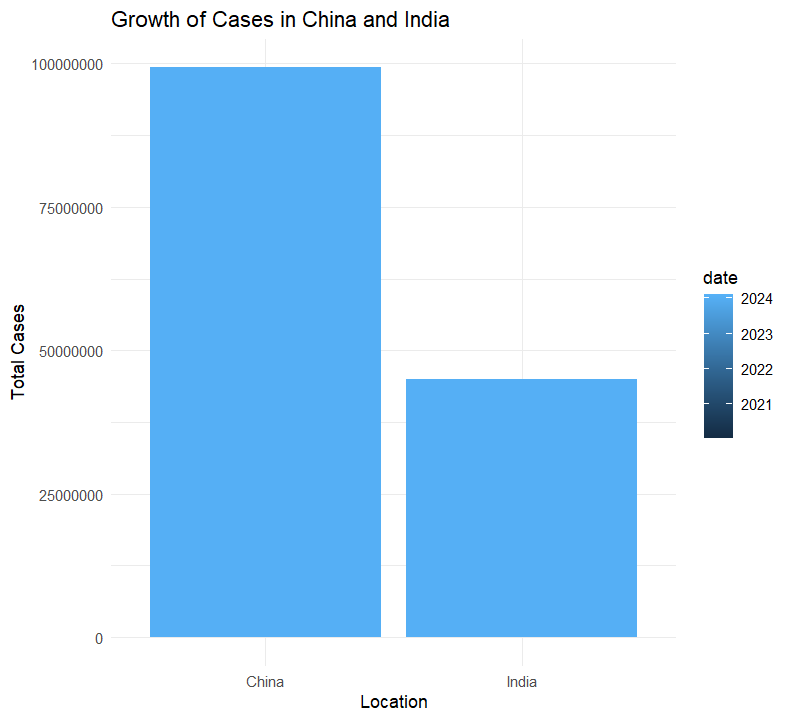 Growth of Cases in China and India
Total Cases
100000000
75000000
50000000
25000000
0
China
India
Location
date
2024
2023
2022
2021